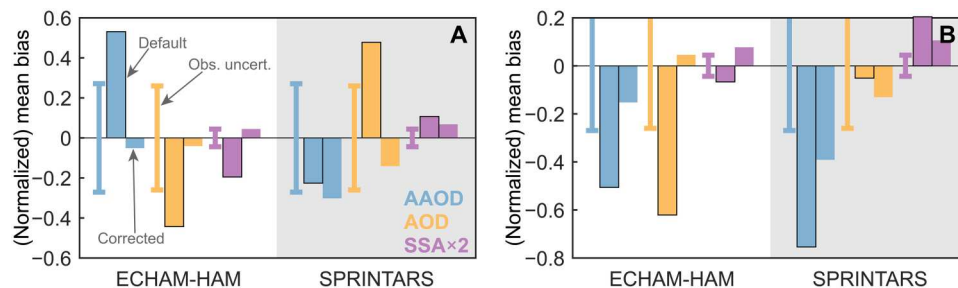 (Normalized) mean bias
0.6
0.4
0.2
0
−0.2
−0.4
−0.6
A
Default
Obs. uncert.
Corrected
AAOD
AOD
SSA×2
ECHAM-HAM
SPRINTARS
(Normalized) mean bias
0.2
0
−0.2
−0.4
−0.6
−0.8
B
ECHAM-HAM
SPRINTARS